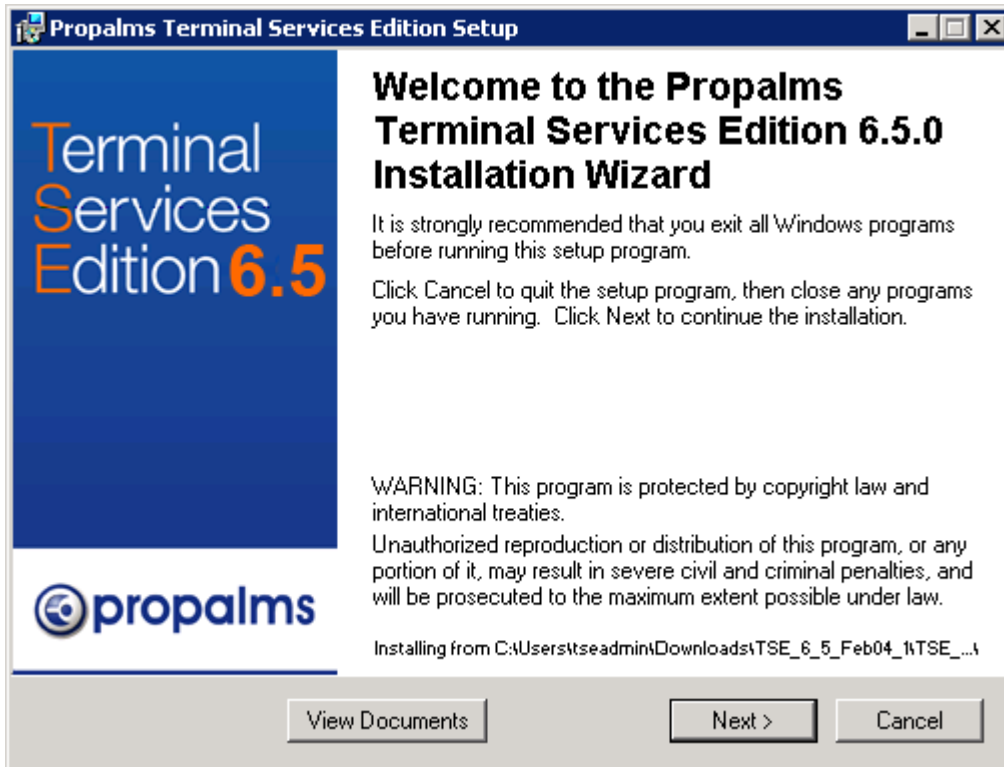 Propalms Terminal Services Edition Setup
Terminal
Services
Edition 6.5
propalms
Welcome to the Propalms
Terminal Services Edition 6.5.0
Installation Wizard
It is strongly recommended that you exit all Windows programs
before running this setup program.
Click Cancel to quit the setup program, then close any programs
you have running.  Click Next to continue the installation.
WARNING: This program is protected by copyright law and
international treaties.
Unauthorized reproduction or distribution of this program, or any
portion of it, may result in severe civil and criminal penalties, and
will be prosecuted to the maximum extent possible under law.
Installing from C:\Users\tseadmin\Downloads\TSE_6_5_Feb04_1\TSE_...\
View Documents
Next >
Cancel